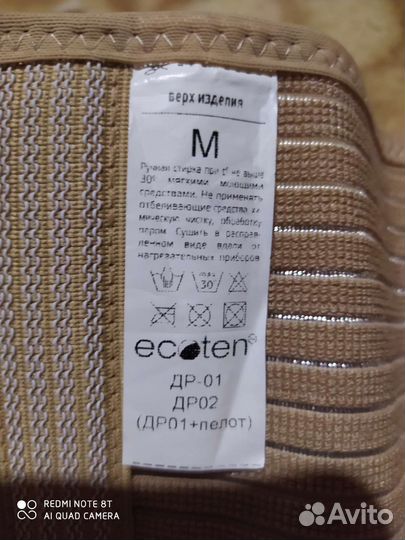 верх изделия
M
Ручная стирка при t° не выше
30° мягкими моющими
средствами. Не применять
отбеливающие средства, хи-
мическую чистку, обработку
паром. Сушить в расправ-
ленном виде вдали от
нагревательных приборов
max
30°
ecoten
ДР-01
ДР02
(ДР01+пелот)
REDMI NOTE 8T
AI QUAD CAMERA
Avito